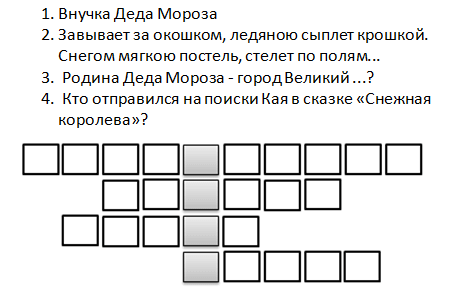 1. Внучка Деда Мороза
2. Завывает за окошком, ледяною сыплет крошкой.
Снегом мягкою постель, стелет по полям...
3. Родина Деда Мороза - город Великий ...?
4. Кто отправился на поиски Кая в сказке «Снежная
королева»?